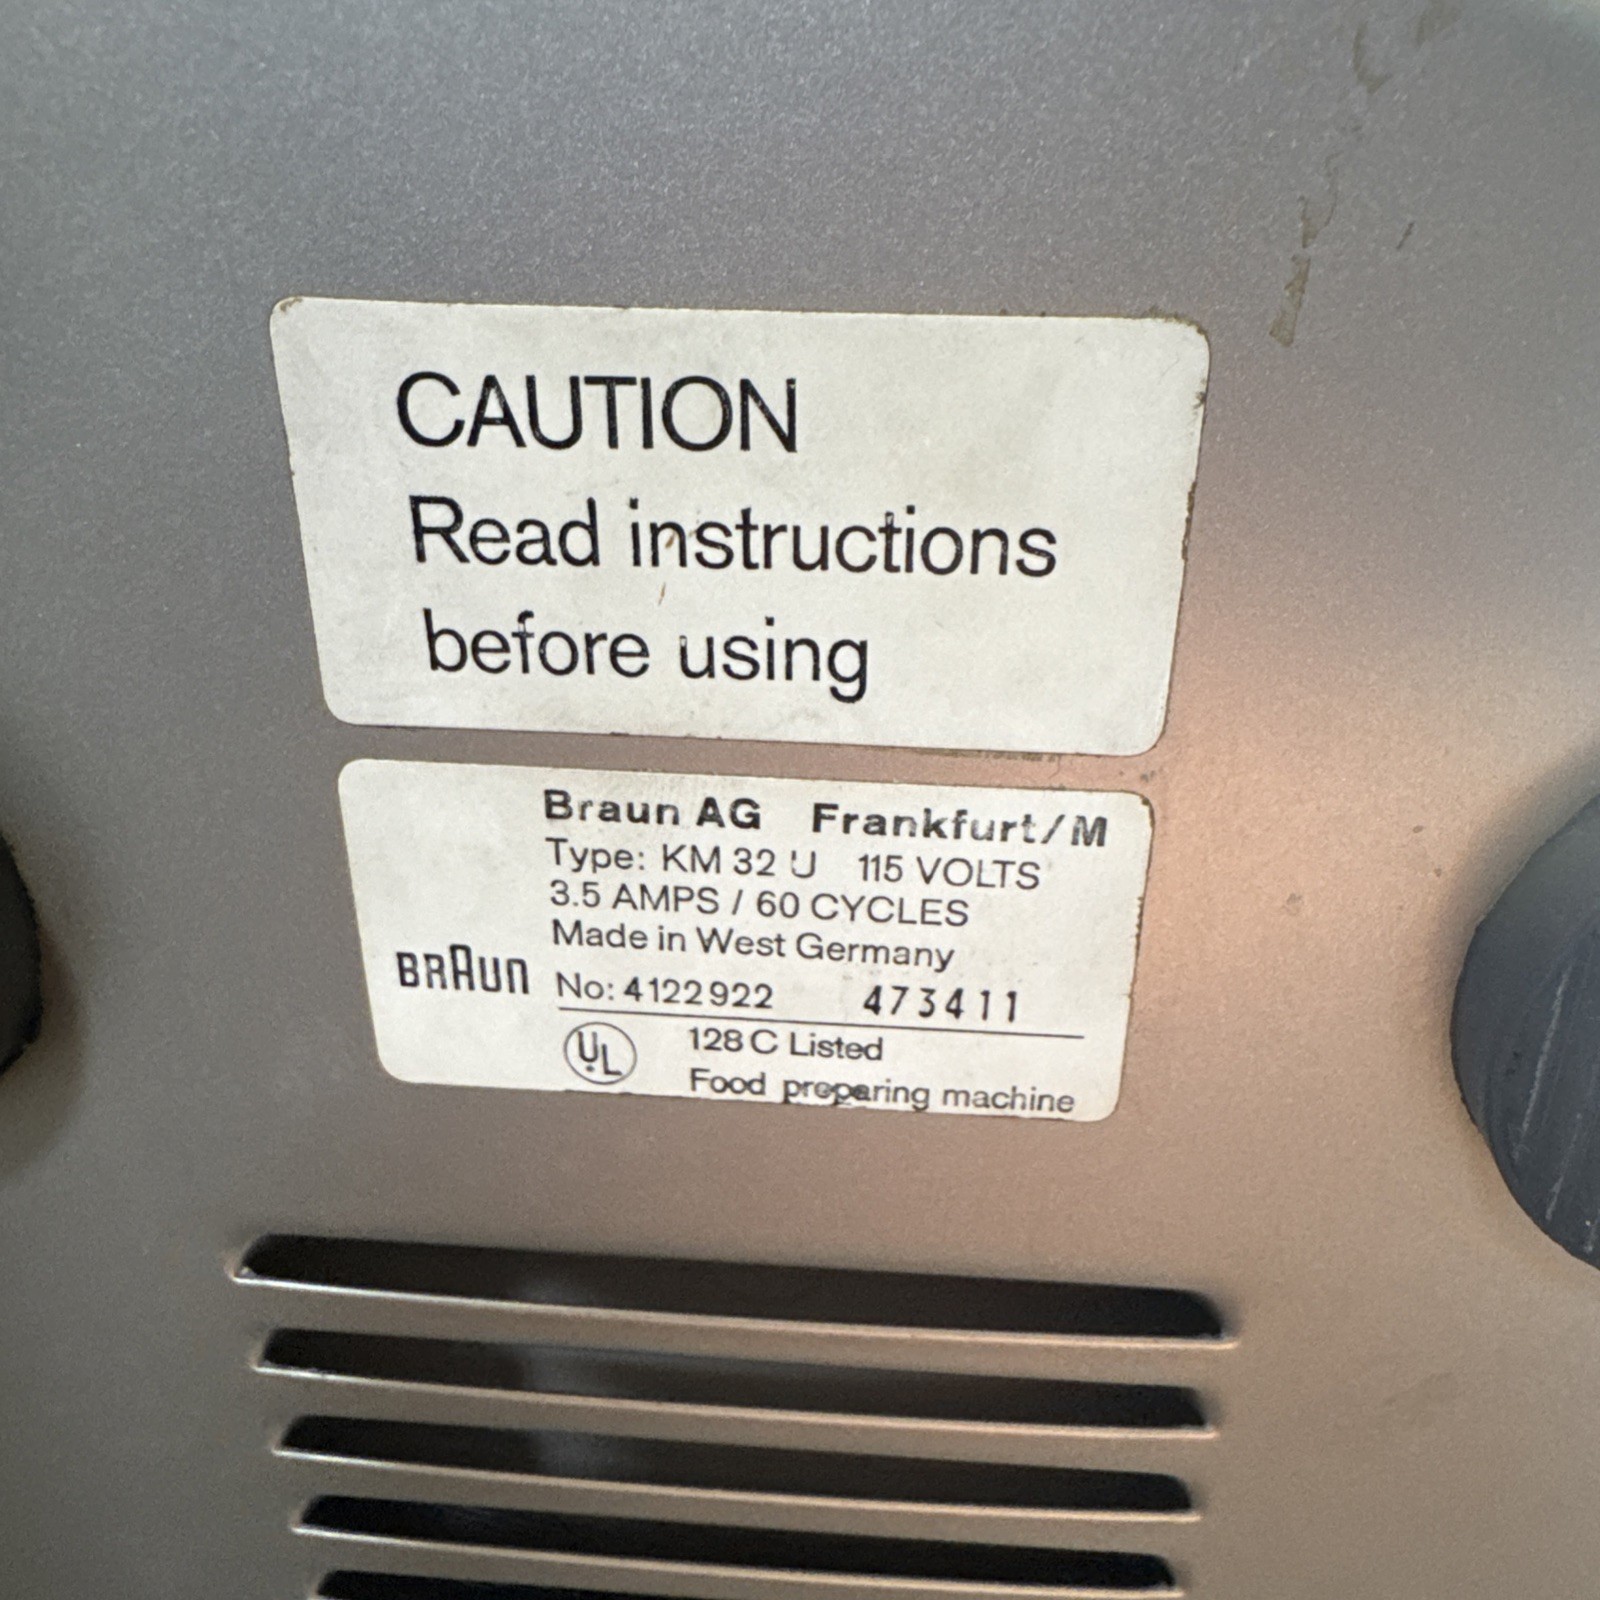 CAUTION
Read instructions
before using
Braun AG Frankfurt/M
Type: KM 32 U 115 VOLTS
3.5 AMPS / 60 CYCLES
Made in West Germany
BRAUN No: 4122922 473411
UL 128 C Listed
Food preparing machine